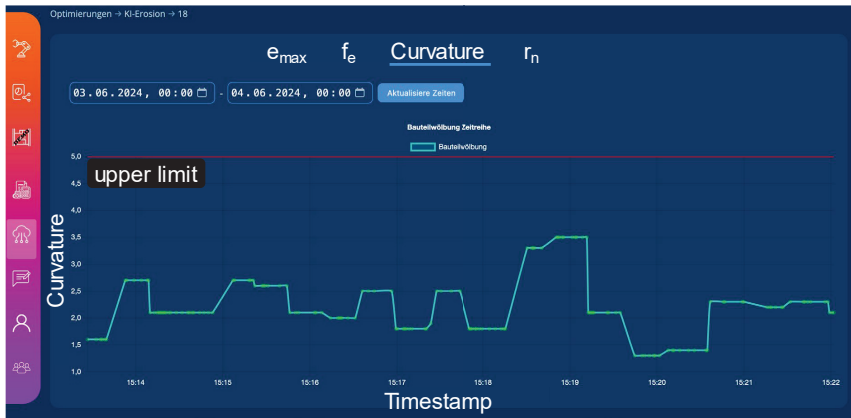 Optimierungen → KI-Erosion → 18
e_max f_e Curvature r_n
03.06.2024, 00:00 - 04.06.2024, 00:00 Aktualisiere Zeiten
Bauteilwölbung Zeitreihe
Bauteilwölbung
5,0
upper limit
4,5
4,0
3,5
3,0
2,5
2,0
1,5
1,0
Curvature
15:14 15:15 15:16 15:17 15:18 15:19 15:20 15:21 15:22
Timestamp